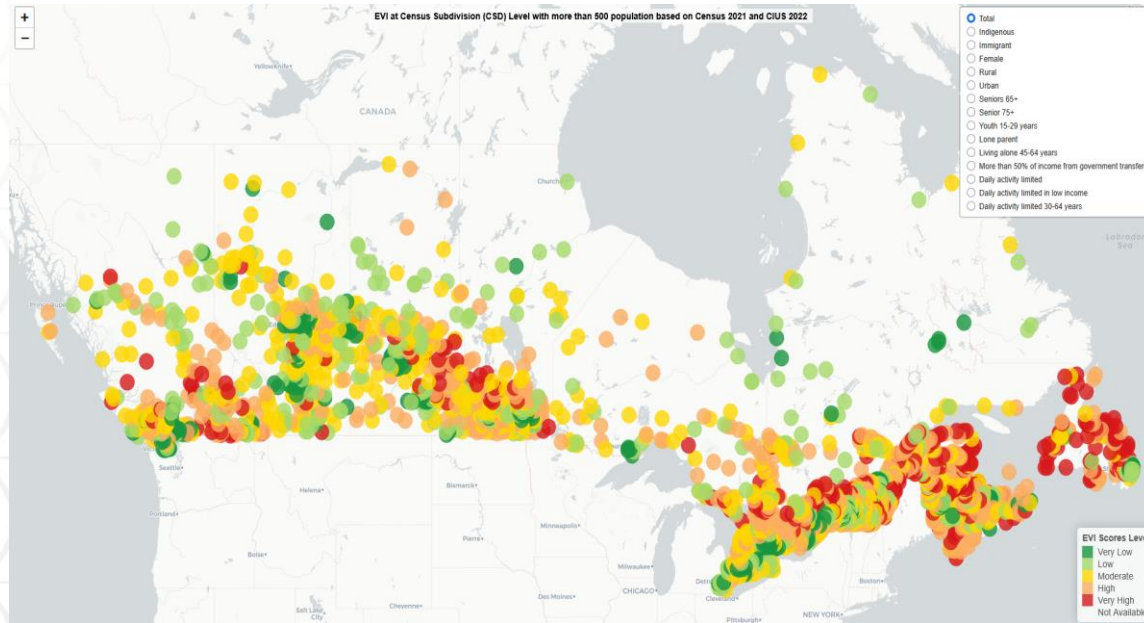 EVI at Census Subdivision (CSD) Level with more than 500 population based on Census 2021 and CIUS 2022
+
−
Total
Indigenous
Immigrant
Female
Rural
Urban
Seniors 65+
Senior 75+
Youth 15-29 years
Lone parent
Living alone 45-64 years
More than 50% of income from government transfer
Daily activity limited
Daily activity limited in low income
Daily activity limited 30-64 years
Yellowknife
CANADA
Churchill
Labrador
Sea
Seattle
Helena
Bismarck
Portland
Minneapolis
Boise
Pierre
Milwaukee
Boston
CHICAGO
Cleveland
Des Moines
Salt Lake
City
Cheyenne
Pittsburgh
NEW YORK
EVI Scores Leve
Very Low
Low
Moderate
High
Very High
Not Available